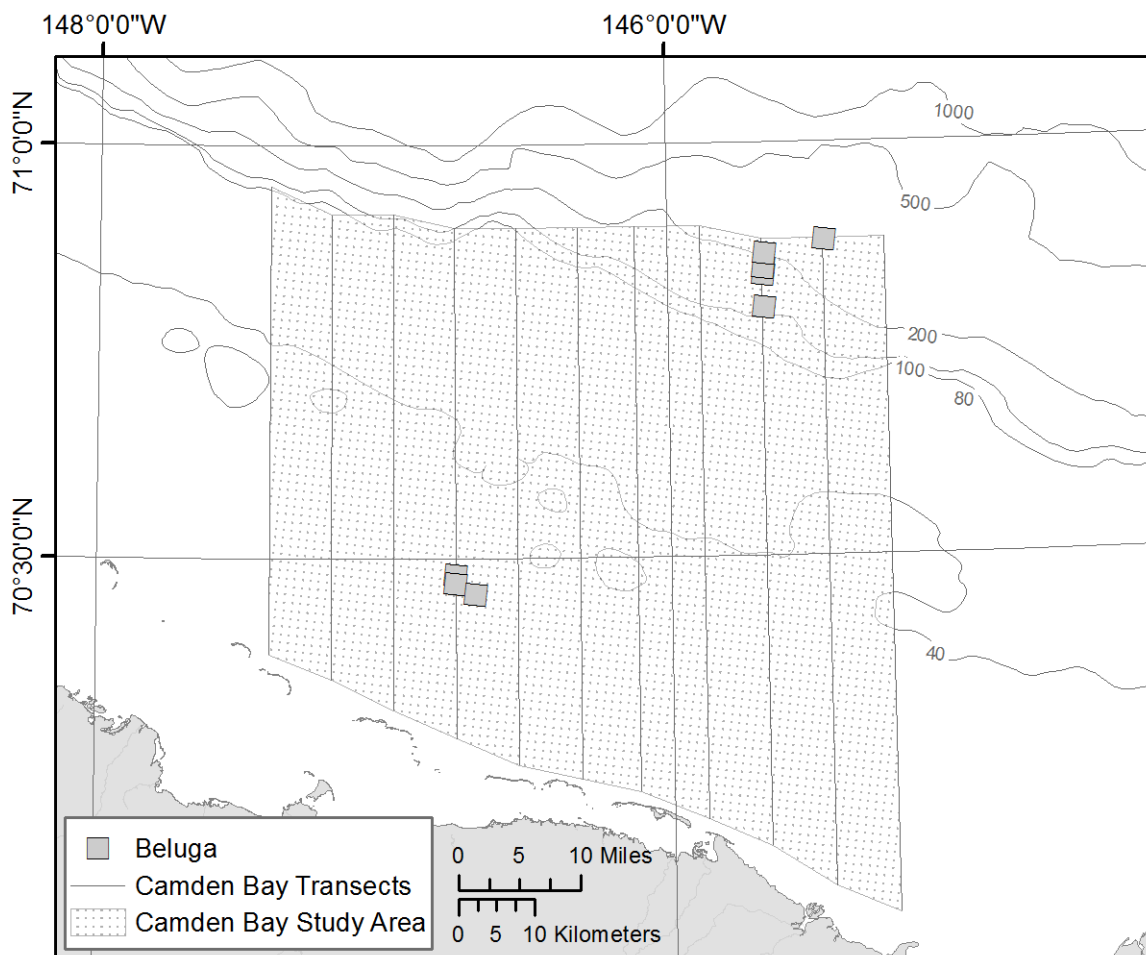 148°0'0"W
146°0'0"W
1000
71°0'0"N
500
200
100
80
70°30'0"N
40
Beluga
Camden Bay Transects
Camden Bay Study Area
0 5 10 Miles
0 5 10 Kilometers